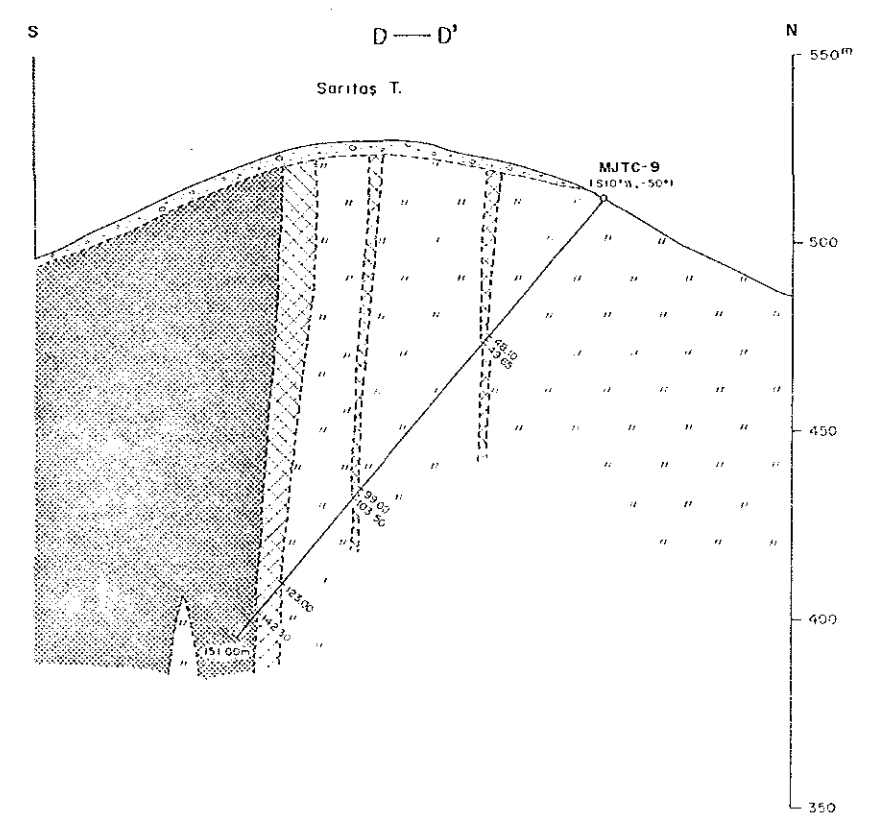 S
D — D'
N
550m
Sarıtaş T.
MJTC-9
(S10°W, -50°)
500
48.10
49.65
450
99.00
103.50
123.00
400
142.30
151.00m
350